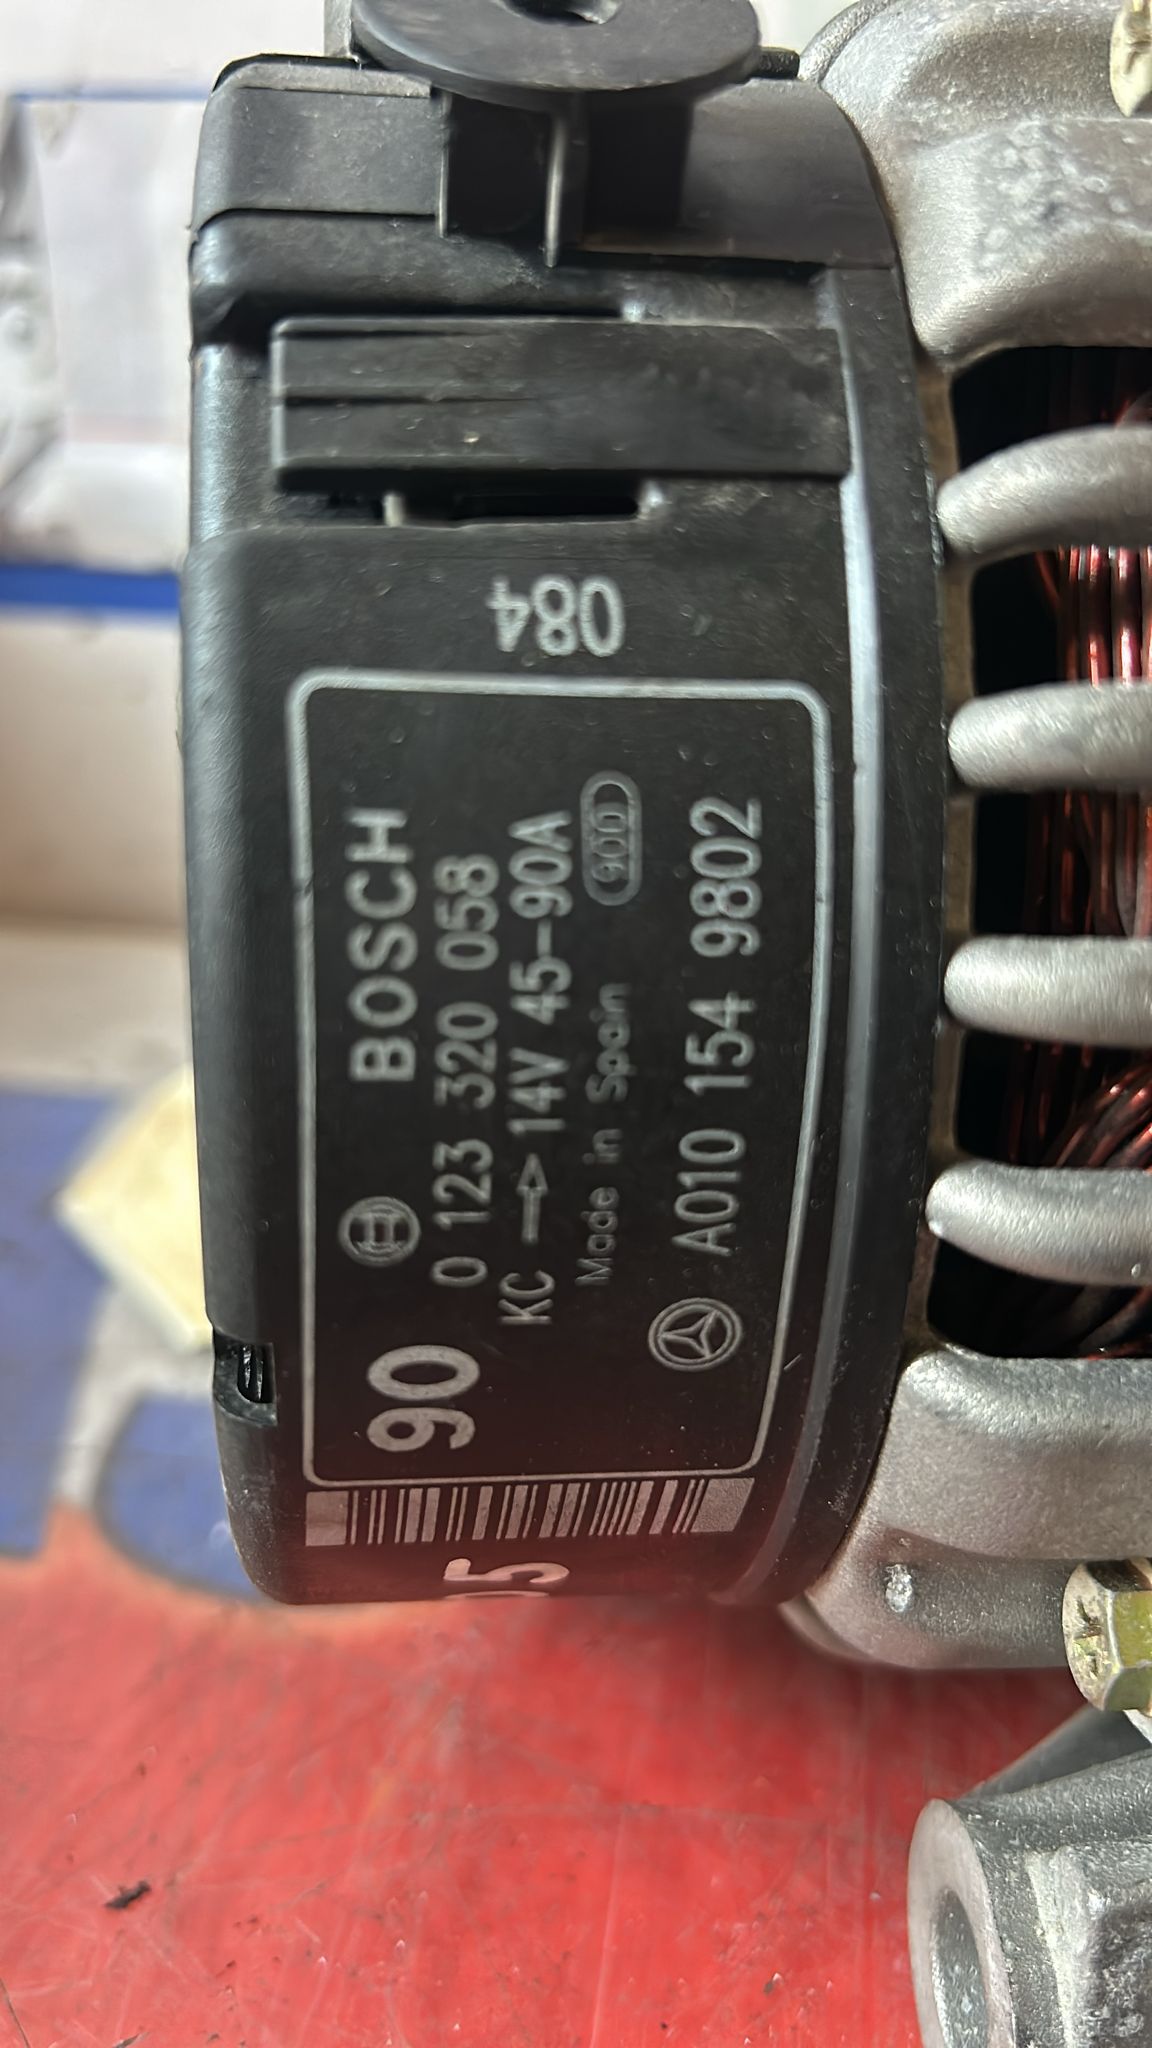 084
BOSCH
0 123 320 058
KC → 14V 45-90A
Made in Spain
A010 154 9802
90